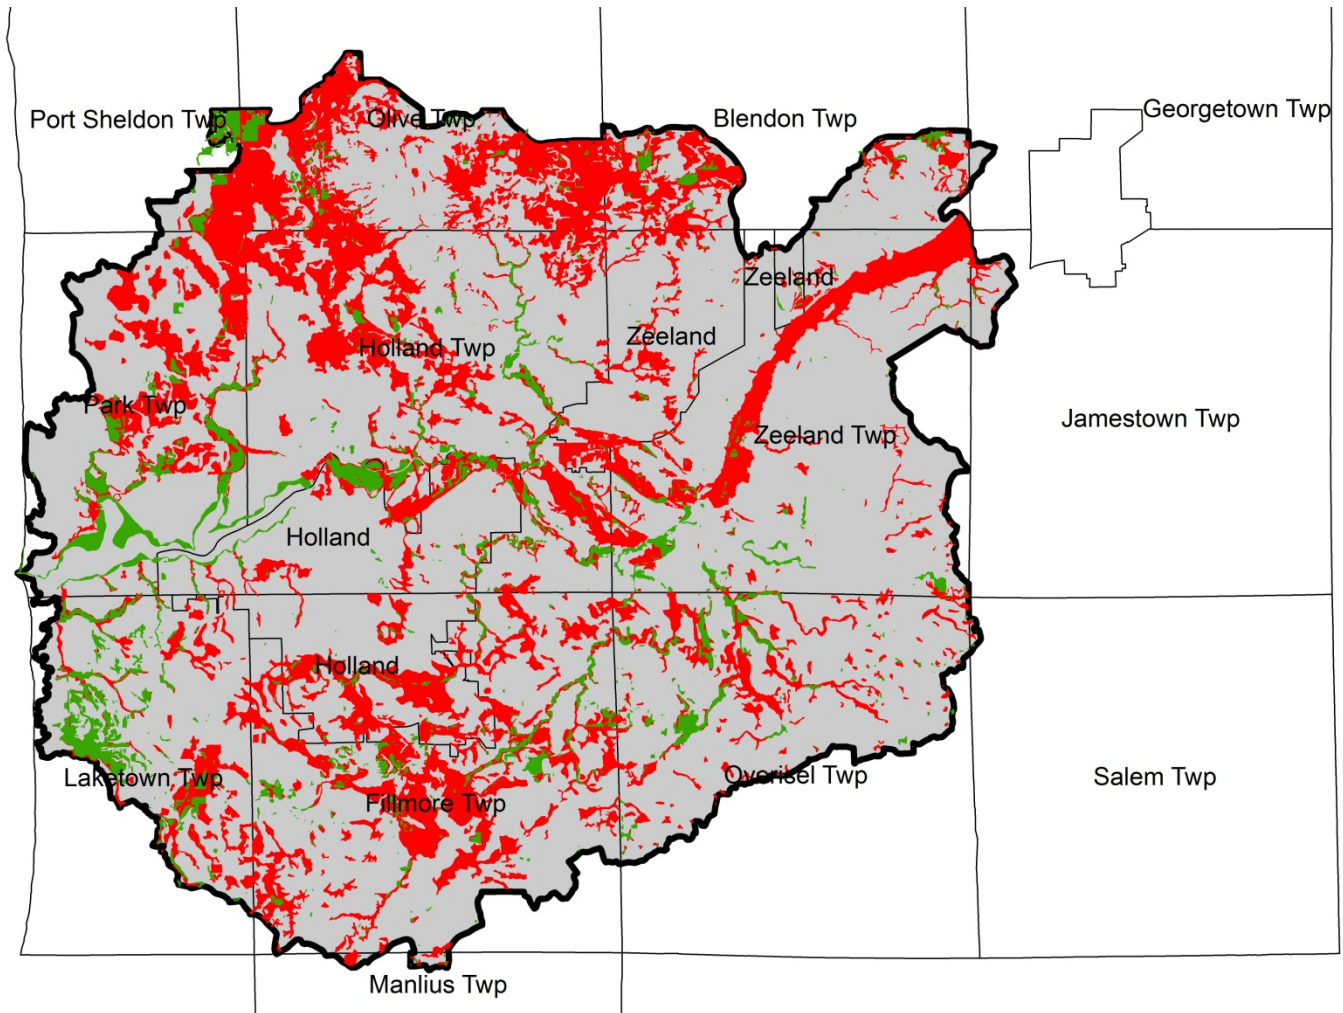 Georgetown Twp
Port Sheldon Twp
Olive Twp
Blendon Twp
Zeeland
Zeeland
Holland Twp
Park Twp
Jamestown Twp
Zeeland Twp
Holland
Holland
Laketown Twp
Overisel Twp
Salem Twp
Fillmore Twp
Manlius Twp